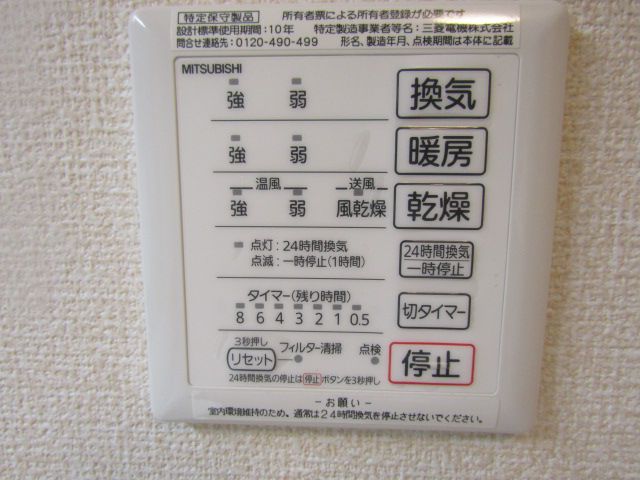 特定保守製品 所有者票による所有者登録が必要です
設計標準使用期間:10年 特定製造事業者等名:三菱電機株式会社
問合せ連絡先:0120-490-499 形名、製造年月、点検期間は本体に記載
MITSUBISHI
強 弱 換気
強 弱 暖房
温風 送風
強 弱 風乾燥 乾燥
点灯:24時間換気
点滅:一時停止(1時間)
24時間換気
一時停止
タイマー(残り時間)
8 6 4 3 2 1 0.5
切タイマー
3秒押し
リセット フィルター清掃 点検
停止
24時間換気の停止は停止ボタンを3秒押し
-お願い-
室内環境維持のため、通常は24時間換気を停止させないでください。